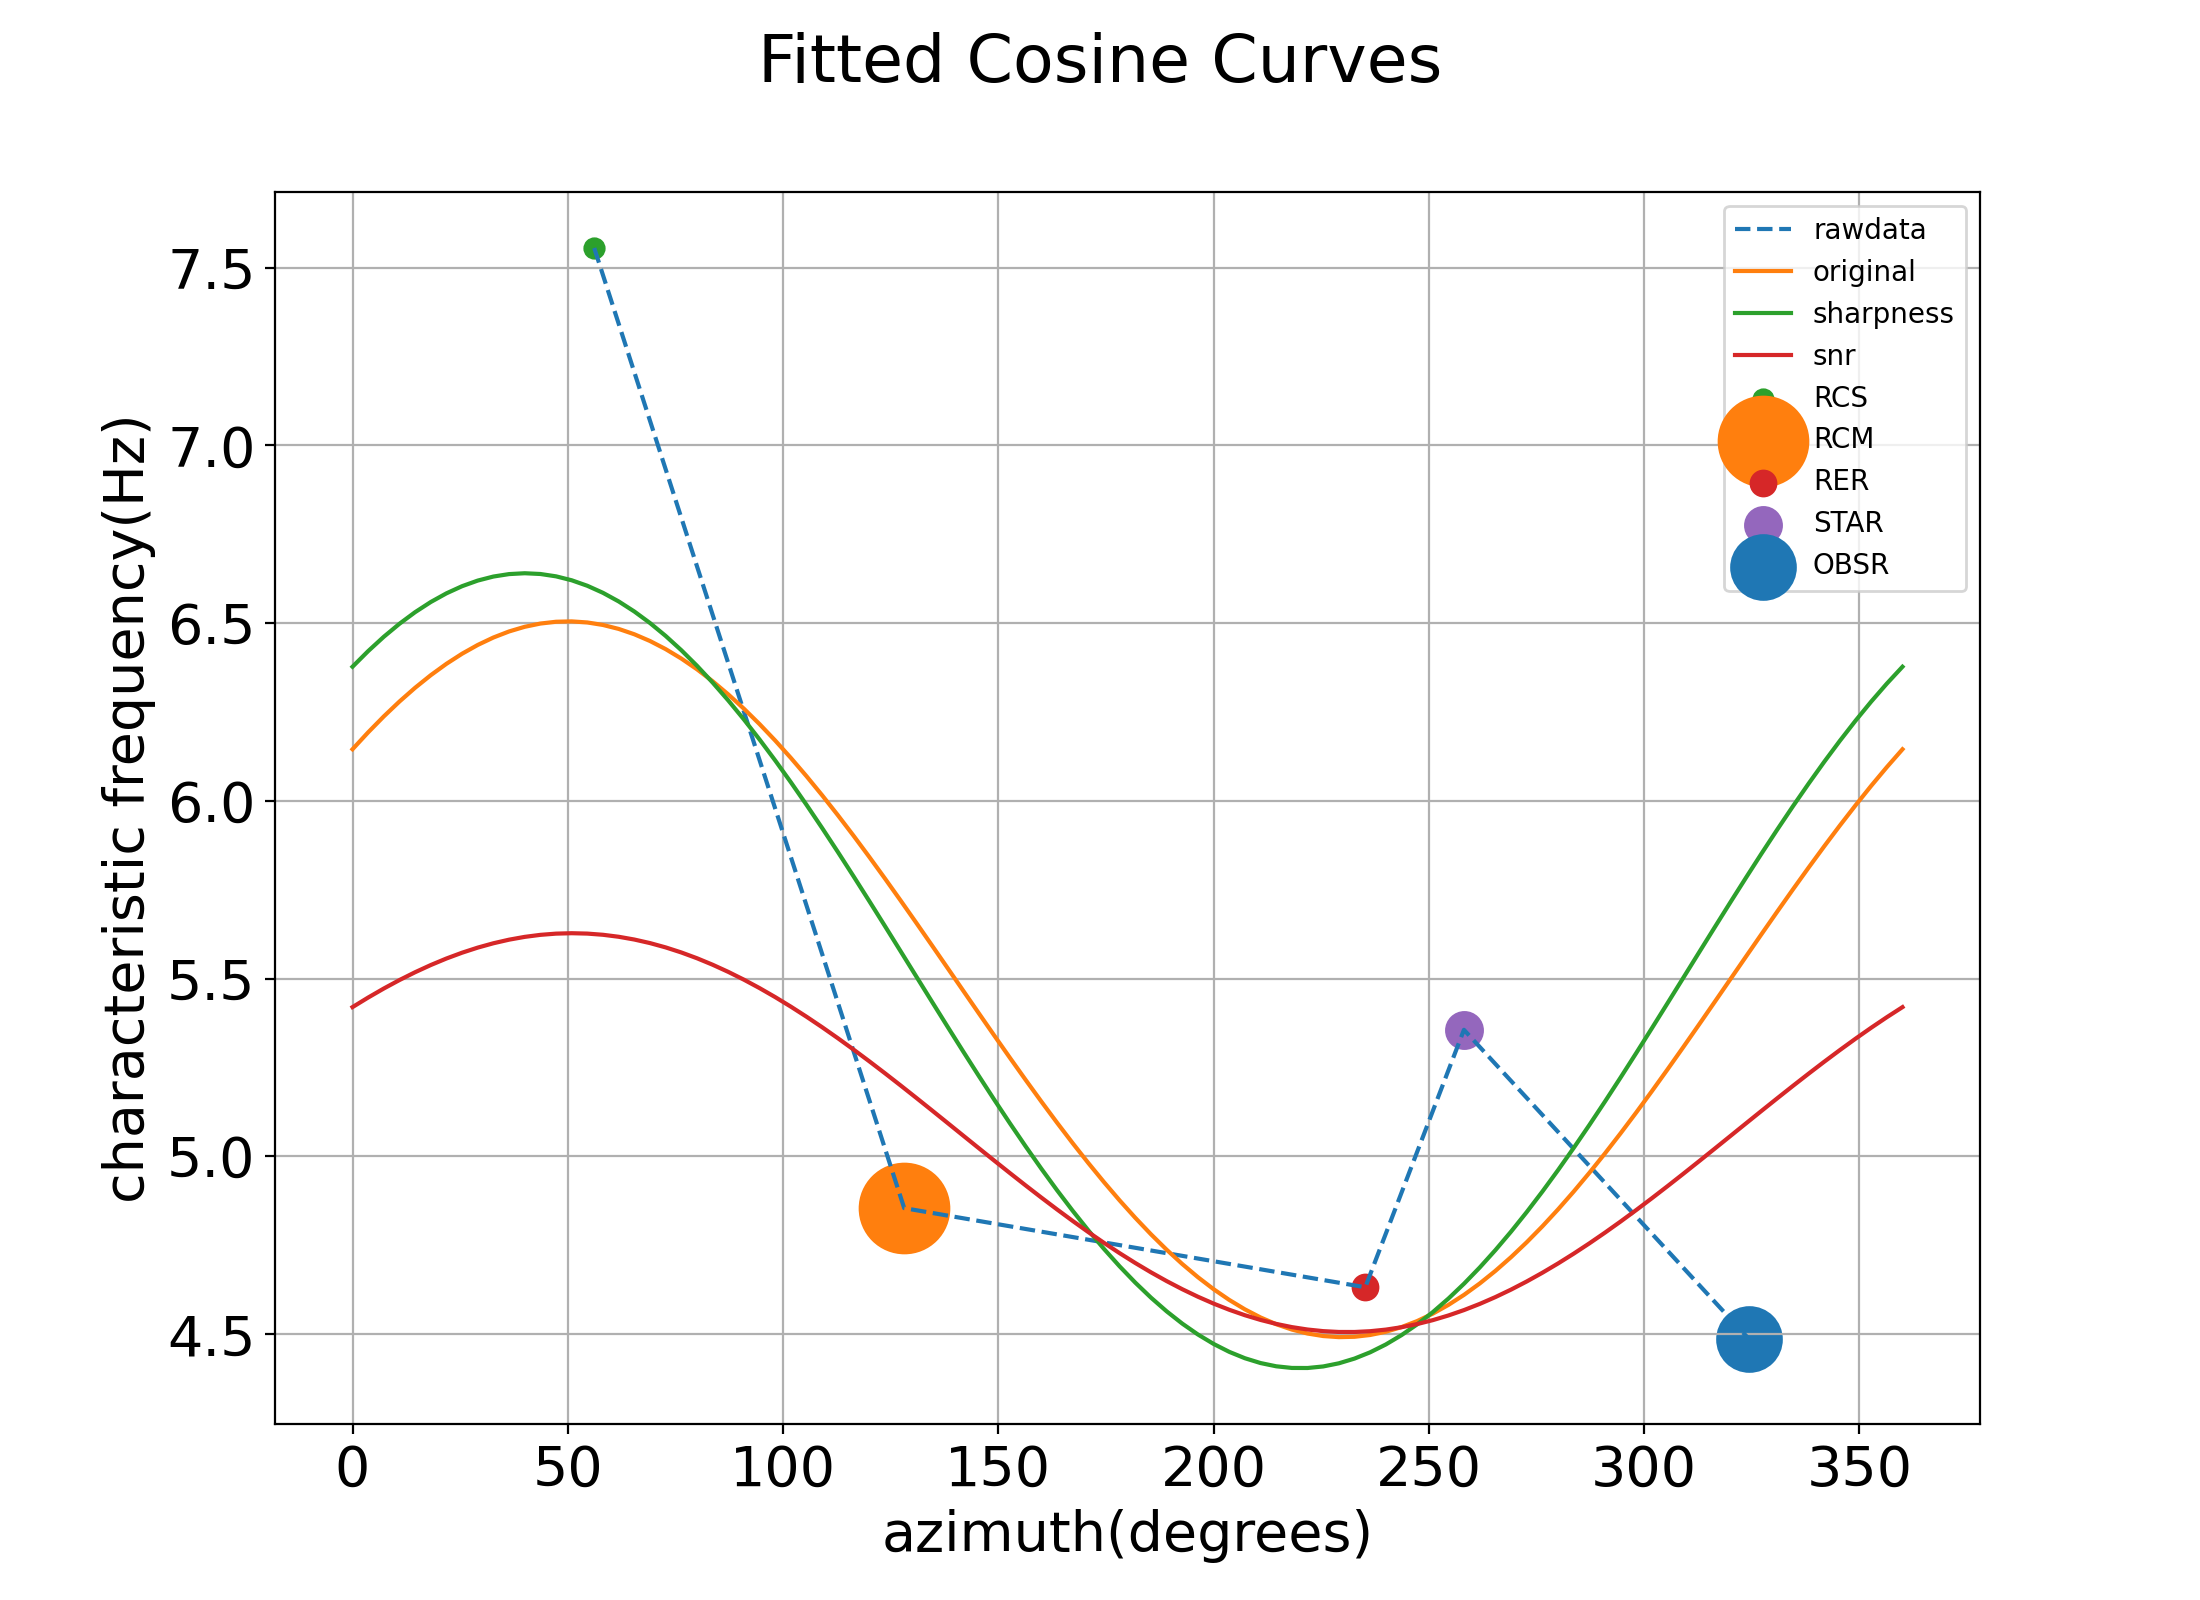 Fitted Cosine Curves
rawdata
original
sharpness
snr
RCS
RCM
RER
STAR
OBSR
characteristic frequency(Hz)
7.5
7.0
6.5
6.0
5.5
5.0
4.5
0 50 100 150 200 250 300 350
azimuth(degrees)